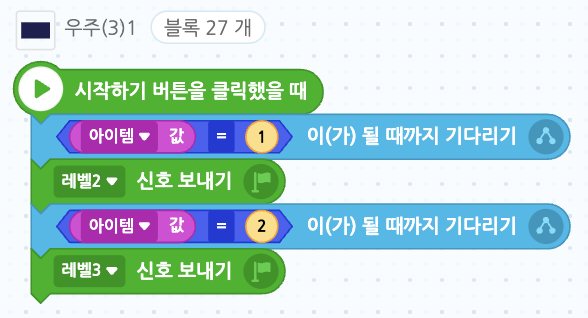 우주(3)1 블록 27 개
시작하기 버튼을 클릭했을 때
아이템 값 = 1 이(가) 될 때까지 기다리기
레벨2 신호 보내기
아이템 값 = 2 이(가) 될 때까지 기다리기
레벨3 신호 보내기